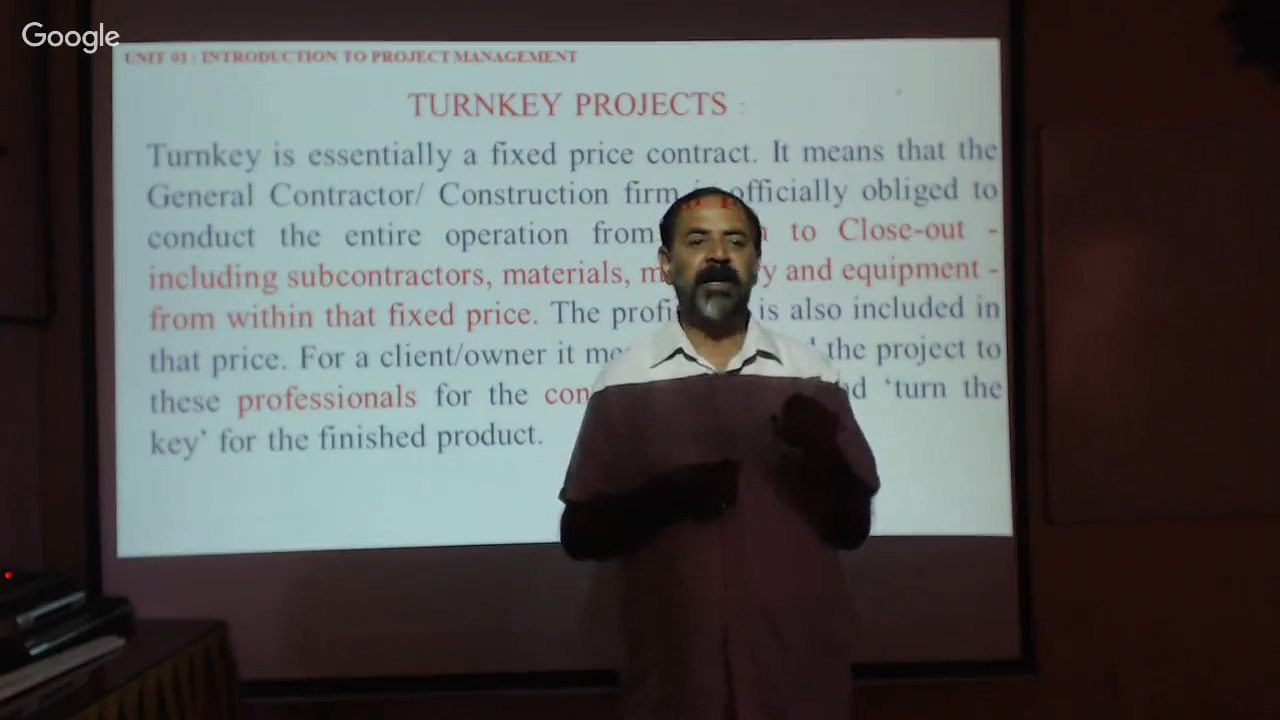 Google
UNIT 01 : INTRODUCTION TO PROJECT MANAGEMENT
TURNKEY PROJECTS :
Turnkey is essentially a fixed price contract. It means that the
General Contractor/ Construction firm officially obliged to
conduct the entire operation from to Close-out -
including subcontractors, materials, and equipment -
from within that fixed price. The is also included in
that price. For a client/owner it the project to
these professionals for the 'turn the
key' for the finished product.